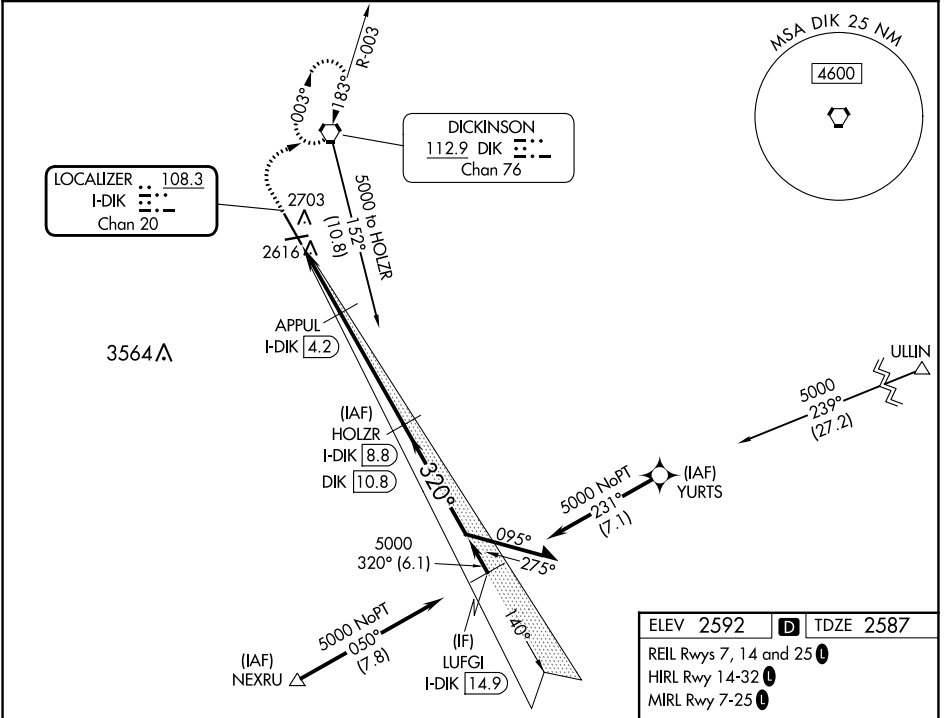 R-003
003°
183°
MSA DIK 25 NM
4600
DICKINSON
112.9 DIK
Chan 76
LOCALIZER 108.3
I-DIK
Chan 20
2703
2616
5000 to HOLZR
152°
(10.8)
APPUL
I-DIK 4.2
3564
ULLIN
5000
239°
(27.2)
(IAF)
HOLZR
I-DIK 8.8
DIK 10.8
320°
(IAF)
YURTS
5000 NoPT
231°
(7.1)
095°
275°
5000
320° (6.1)
140°
5000 NoPT
050°
(7.8)
(IAF)
NEXRU
(IF)
LUFGI
I-DIK 14.9
ELEV 2592 D TDZE 2587
REIL Rwys 7, 14 and 25 L
HIRL Rwy 14-32 L
MIRL Rwy 7-25 L